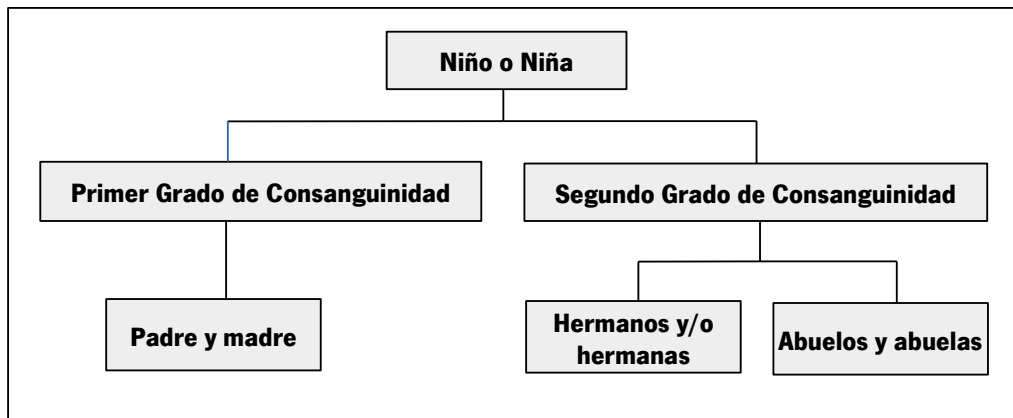 Niño o Niña
Primer Grado de Consanguinidad
Segundo Grado de Consanguinidad
Padre y madre
Hermanos y/o
hermanas
Abuelos y abuelas